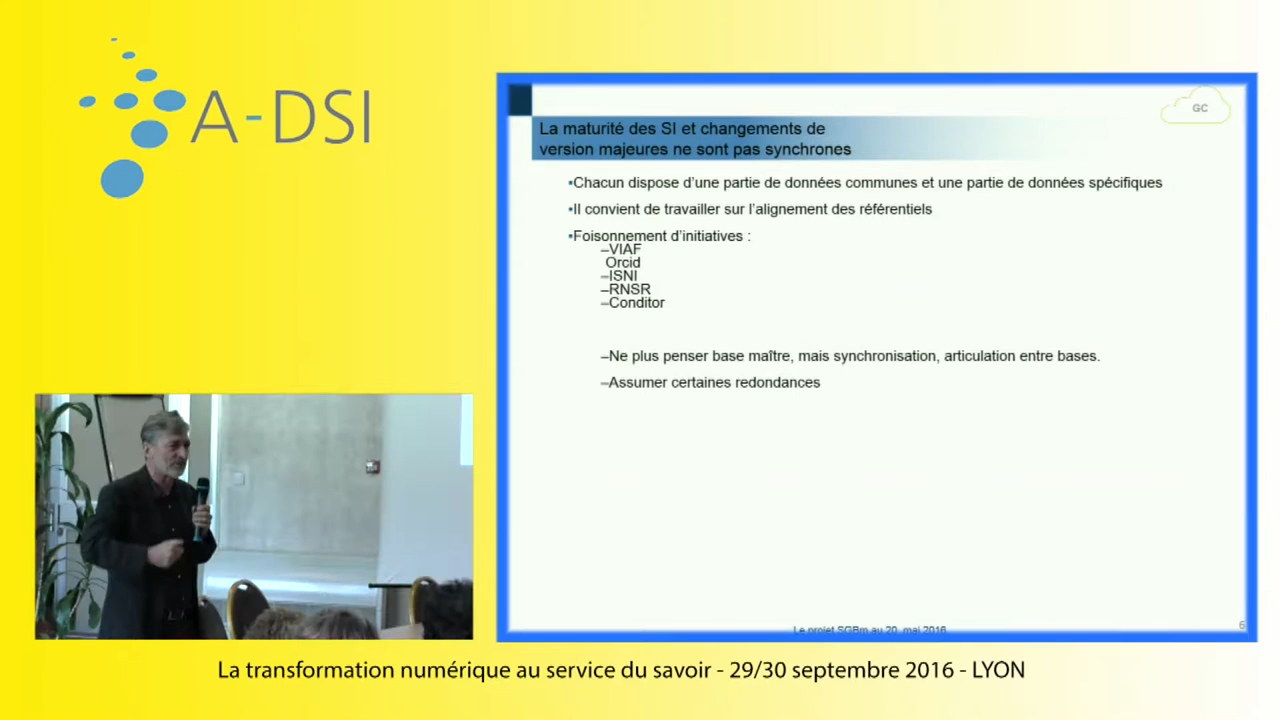 A-DSI
GC
La maturité des SI et changements de
version majeures ne sont pas synchrones
▪Chacun dispose d’une partie de données communes et une partie de données spécifiques
▪Il convient de travailler sur l’alignement des référentiels
▪Foisonnement d’initiatives :
–VIAF
Orcid
–ISNI
–RNSR
–Conditor
–Ne plus penser base maître, mais synchronisation, articulation entre bases.
–Assumer certaines redondances
Le projet SGBm au 20 mai 2016
6
La transformation numérique au service du savoir - 29/30 septembre 2016 - LYON